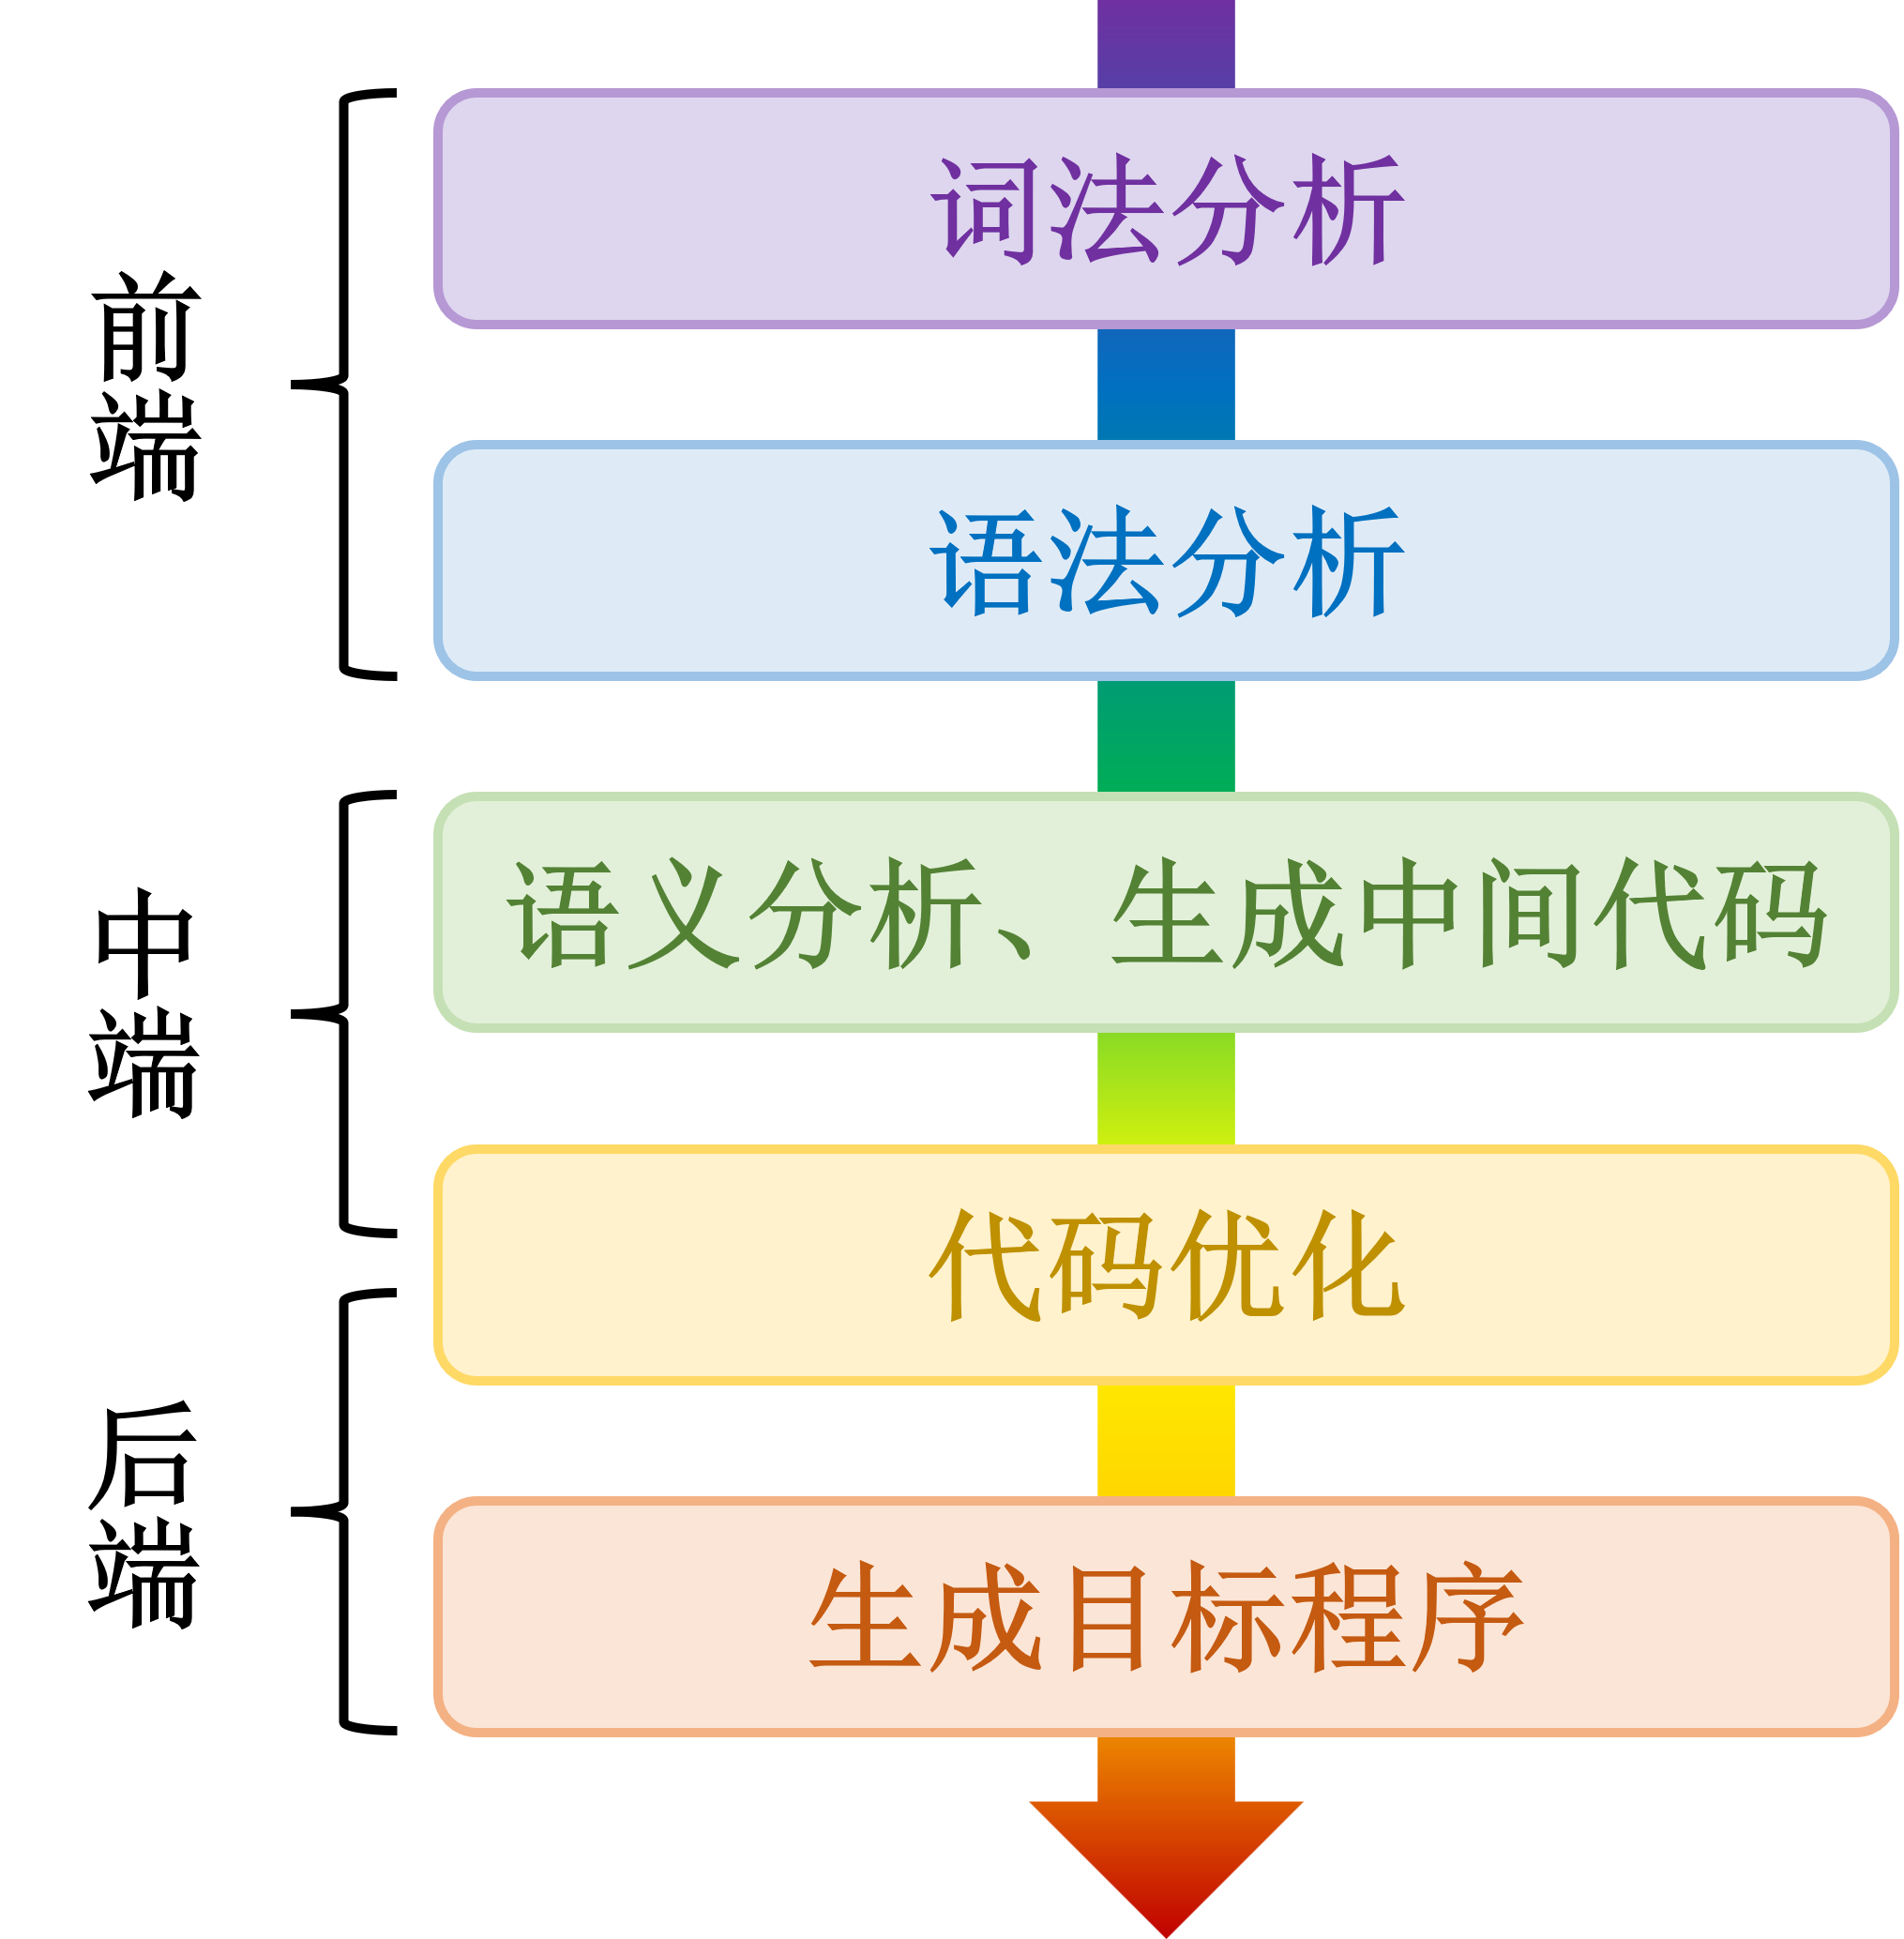 前端
词法分析
语法分析
中端
语义分析、生成中间代码
代码优化
后端
生成目标程序